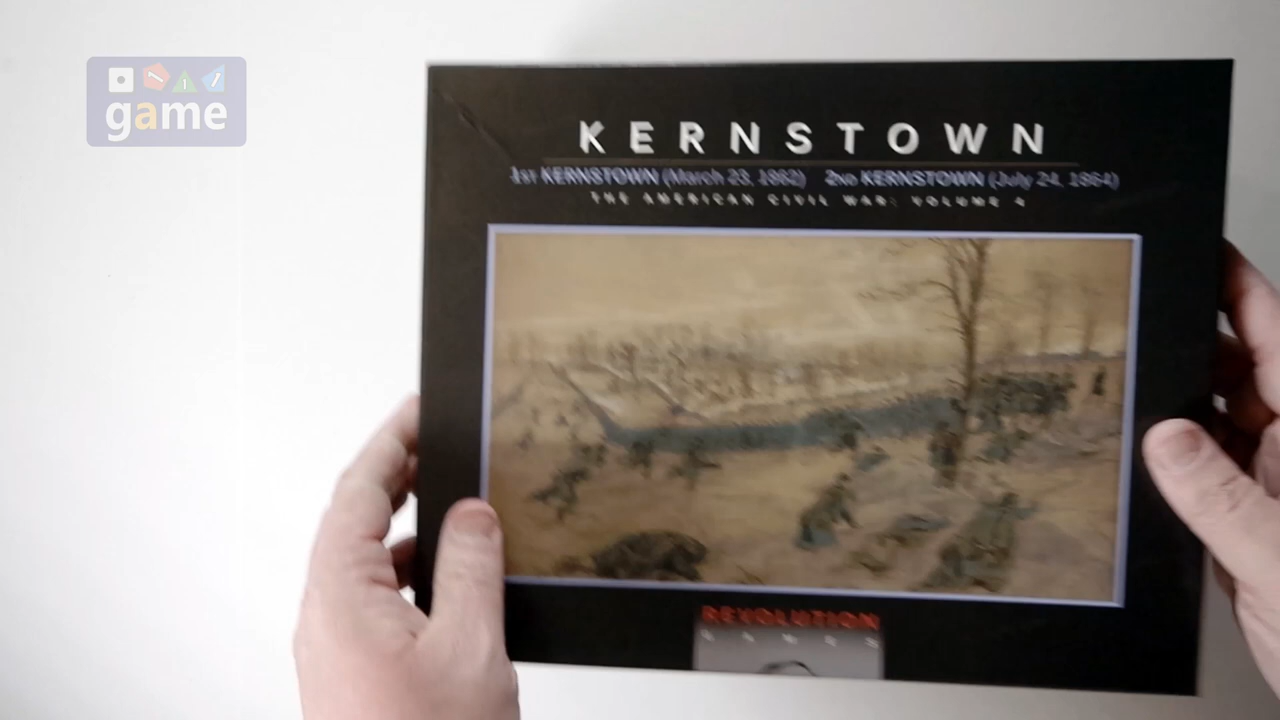 game
KERNSTOWN
1ST KERNSTOWN (March 23, 1862) 2ND KERNSTOWN (July 24, 1864)
THE AMERICAN CIVIL WAR: VOLUME 4
REVOLUTION
GAMES